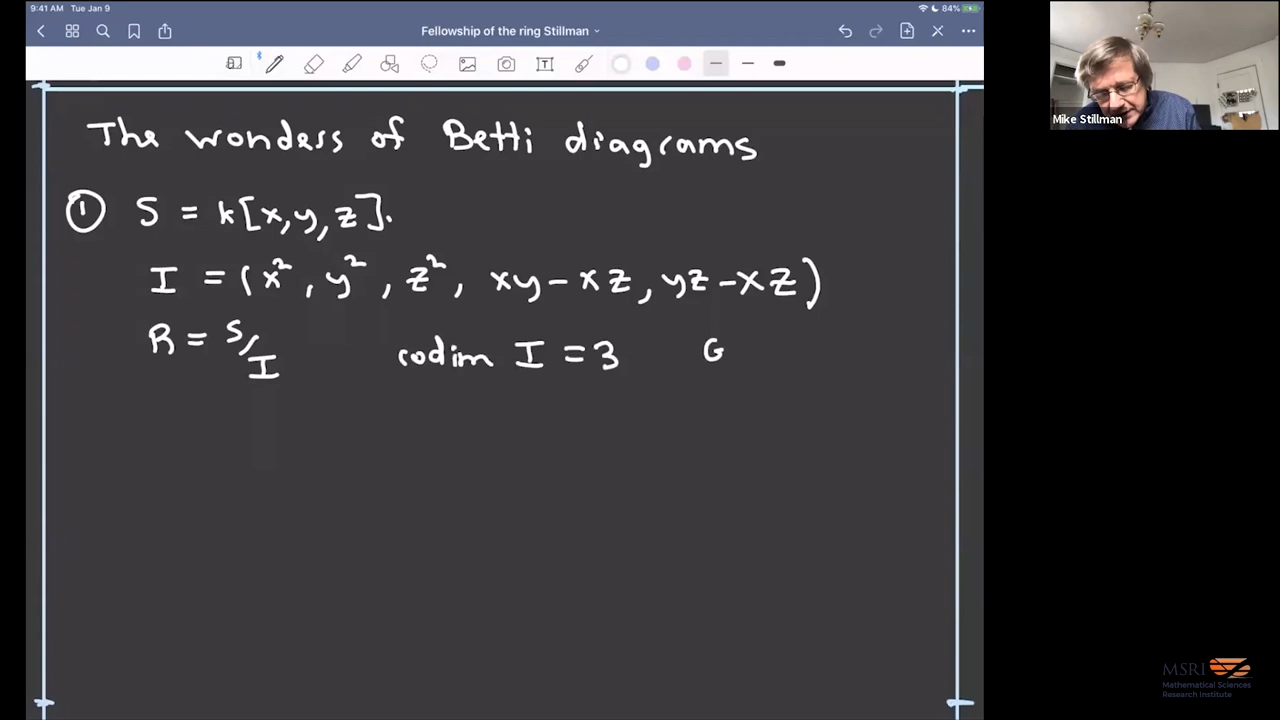 9:41 AM Tue Jan 9
84%
Fellowship of the ring Stillman
The wonders of Betti diagrams
① S = k[x,y,z].
I = (x², y², z², xy-xz, yz-xz)
R = S/I codim I = 3 G
Mike Stillman
MSRI
Mathematical Sciences
Research Institute